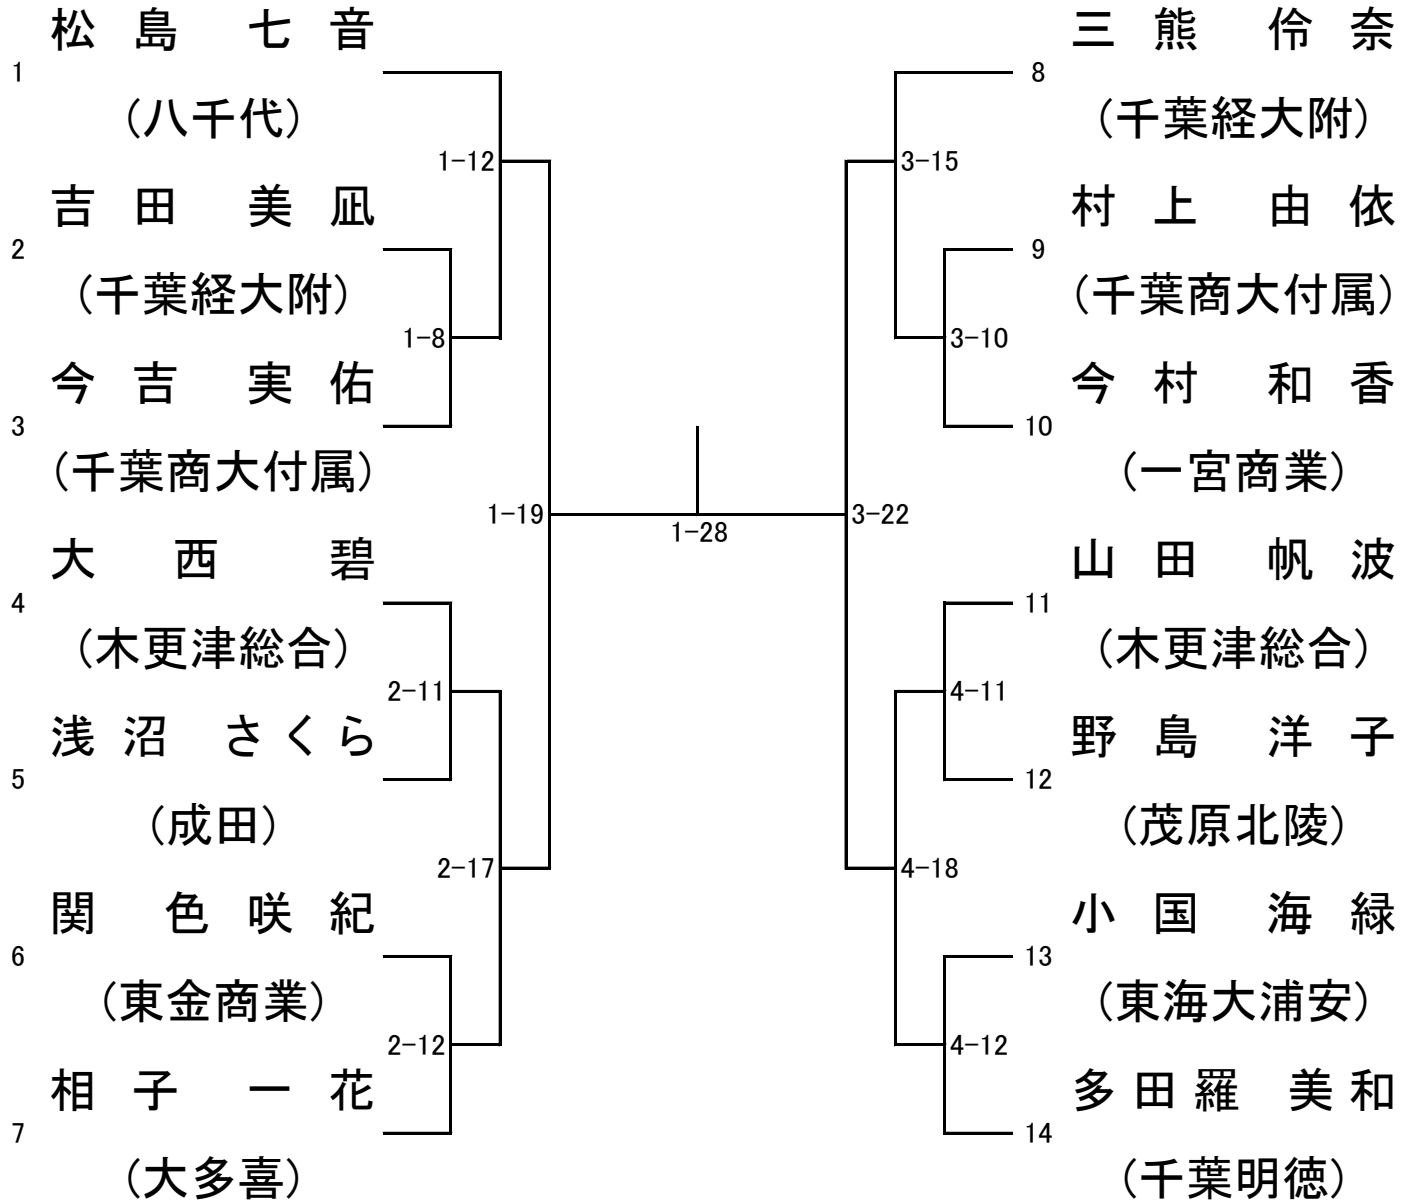 松島 七音
1
(八千代)
1-12
吉田 美凪
2
(千葉経大附)
1-8
今吉 実佑
3
(千葉商大付属)
1-19
大西 碧
4
(木更津総合)
2-11
浅沼 さくら
5
(成田)
2-17
関 色咲紀
6
(東金商業)
2-12
相子 一花
7
(大多喜)
1-28
三熊 伶奈
8
(千葉経大附)
3-15
村上 由依
9
(千葉商大付属)
3-10
今村 和香
10
(一宮商業)
3-22
山田 帆波
11
(木更津総合)
4-11
野島 洋子
12
(茂原北陵)
4-18
小国 海緑
13
(東海大浦安)
4-12
多田羅 美和
14
(千葉明徳)